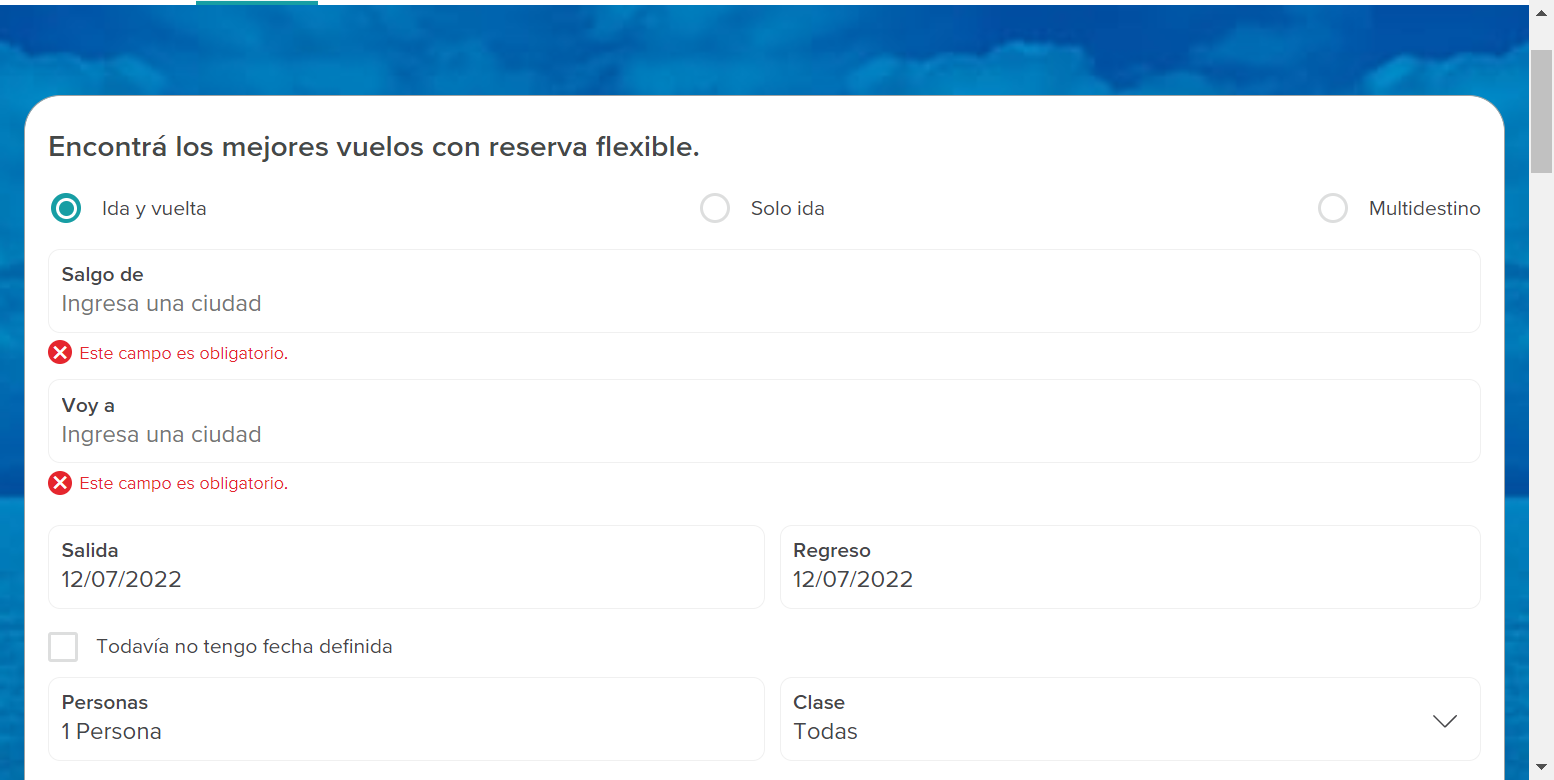 Encontrá los mejores vuelos con reserva flexible.
Ida y vuelta
Solo ida
Multidestino
Salgo de
Ingresa una ciudad
Este campo es obligatorio.
Voy a
Ingresa una ciudad
Este campo es obligatorio.
Salida
12/07/2022
Regreso
12/07/2022
Todavía no tengo fecha definida
Personas
1 Persona
Clase
Todas